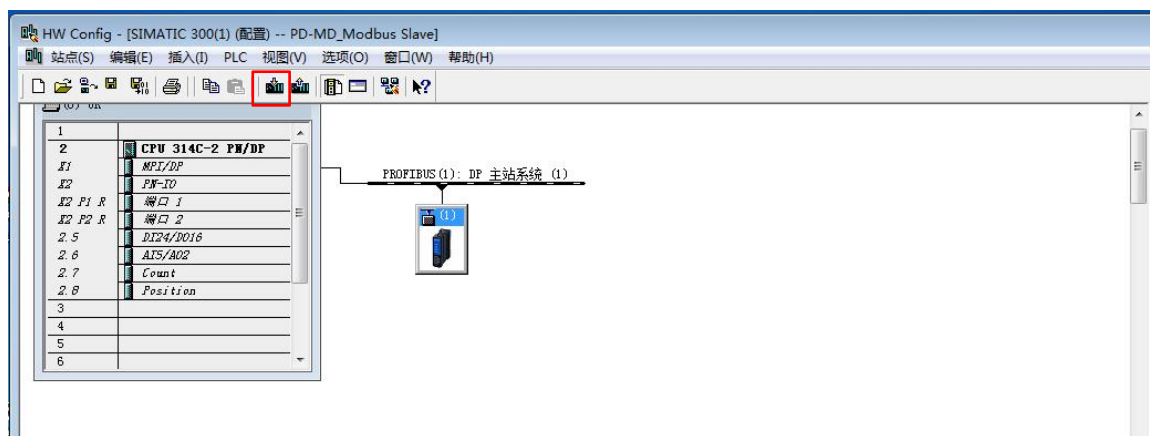 HW Config - [SIMATIC 300(1) (配置) -- PD-MD_Modbus Slave]
站点(S) 编辑(E) 插入(I) PLC 视图(V) 选项(O) 窗口(W) 帮助(H)
(0) UR
1
2 CPU 314C-2 PN/DP
X1 MPI/DP
X2 PN-IO
X2 P1 R 端口 1
X2 P2 R 端口 2
2.5 DI24/DO16
2.6 AI5/AO2
2.7 Count
2.8 Position
3
4
5
6
PROFIBUS(1): DP 主站系统 (1)
(1)